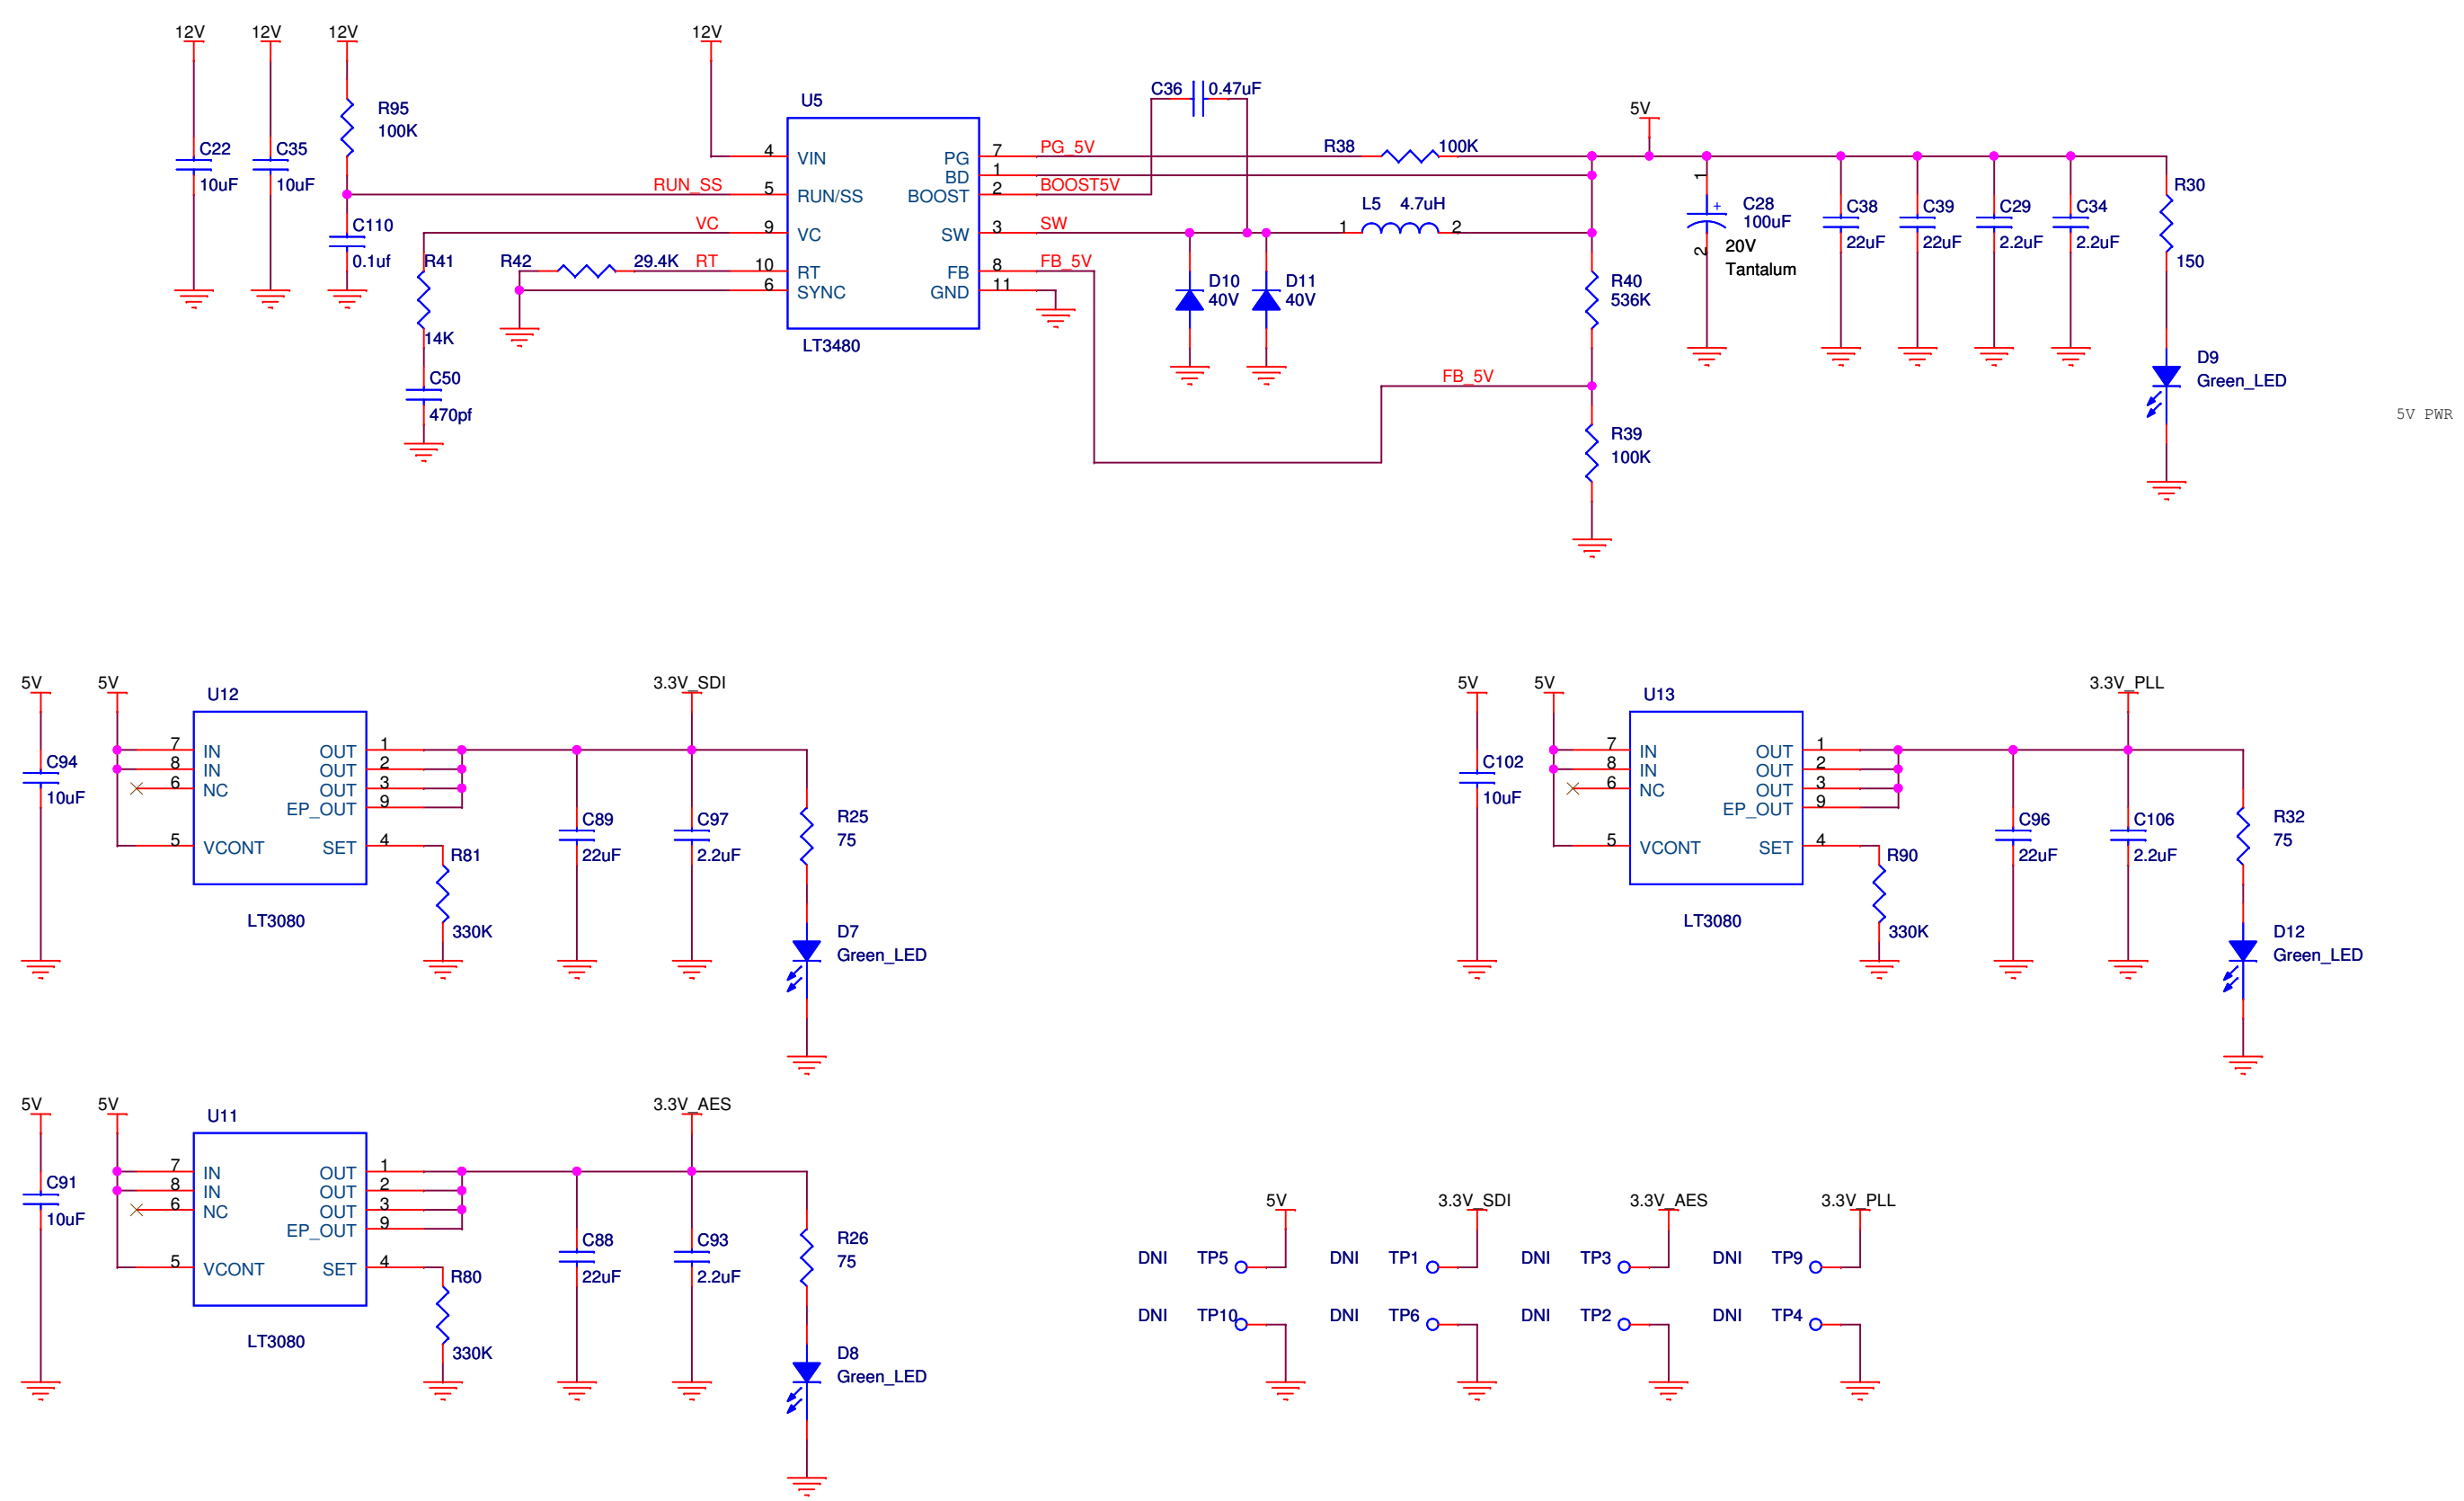 12V
12V
12V
12V
R95
100K
C22
10uF
C35
10uF
C110
0.1uf
RUN_SS
VC
R41
14K
C50
470pf
R42
29.4K
RT
U5
4
VIN
5
RUN/SS
9
VC
10
RT
6
SYNC
PG
7
BD
1
BOOST
2
SW
3
FB
8
GND
11
LT3480
PG_5V
BOOST5V
SW
FB_5V
C36
0.47uF
R38
100K
L5
4.7uH
1
2
D10
40V
D11
40V
FB_5V
R40
536K
R39
100K
5V
1
+
2
C28
100uF
20V
Tantalum
C38
22uF
C39
22uF
C29
2.2uF
C34
2.2uF
R30
150
D9
Green_LED
5V PWR
5V
5V
C94
10uF
U12
7
IN
8
IN
6
NC
5
VCONT
OUT
1
OUT
2
OUT
3
EP_OUT
9
SET
4
LT3080
R81
330K
3.3V_SDI
C89
22uF
C97
2.2uF
R25
75
D7
Green_LED
5V
5V
C102
10uF
U13
7
IN
8
IN
6
NC
5
VCONT
OUT
1
OUT
2
OUT
3
EP_OUT
9
SET
4
LT3080
R90
330K
3.3V_PLL
C96
22uF
C106
2.2uF
R32
75
D12
Green_LED
5V
5V
C91
10uF
U11
7
IN
8
IN
6
NC
5
VCONT
OUT
1
OUT
2
OUT
3
EP_OUT
9
SET
4
LT3080
R80
330K
3.3V_AES
C88
22uF
C93
2.2uF
R26
75
D8
Green_LED
5V
3.3V_SDI
3.3V_AES
3.3V_PLL
DNI TP5
DNI TP1
DNI TP3
DNI TP9
DNI TP10
DNI TP6
DNI TP2
DNI TP4